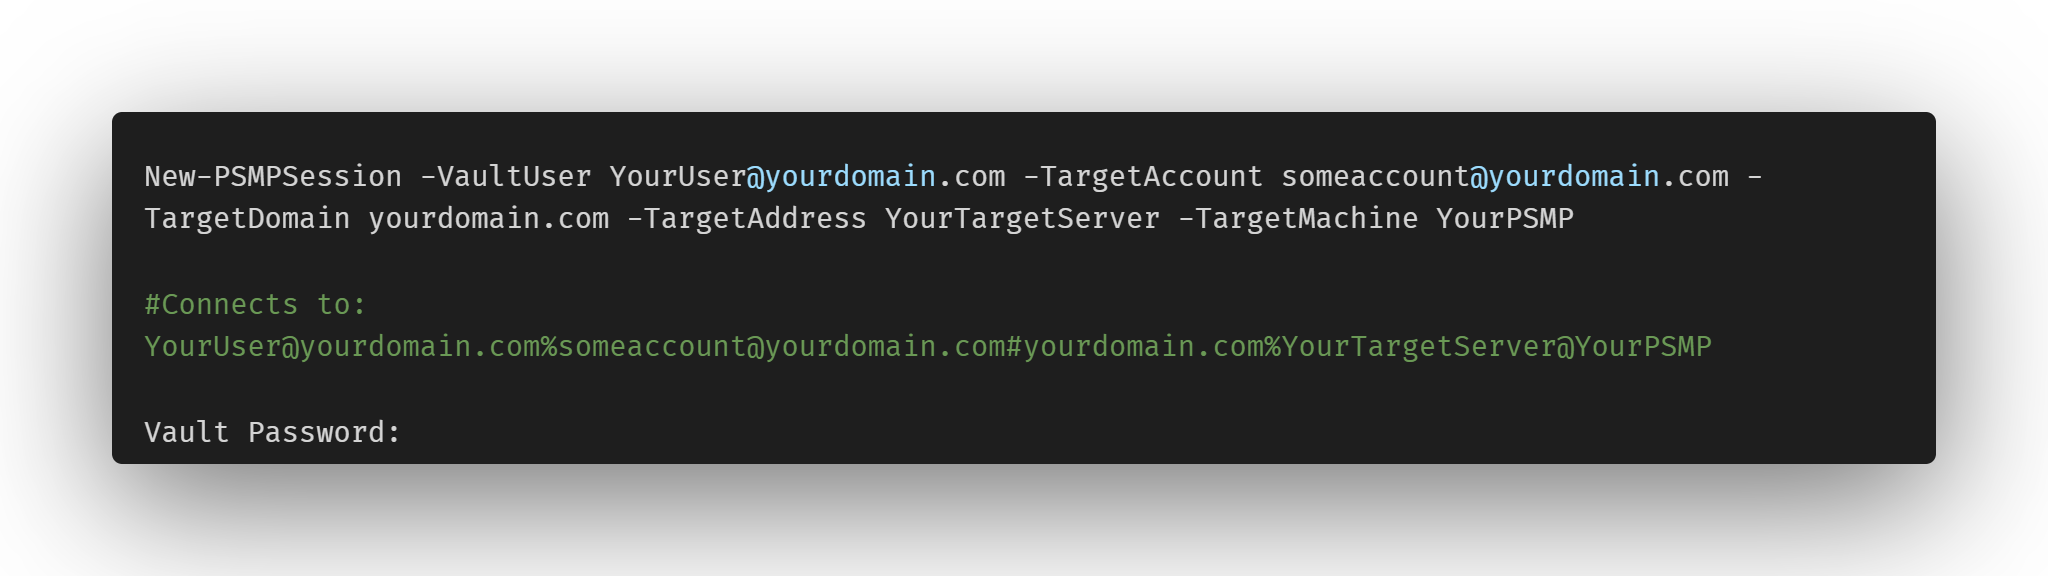 New-PSMPSession -VaultUser YourUser@yourdomain.com -TargetAccount someaccount@yourdomain.com -
TargetDomain yourdomain.com -TargetAddress YourTargetServer -TargetMachine YourPSMP
#Connects to:
YourUser@yourdomain.com%someaccount@yourdomain.com#yourdomain.com%YourTargetServer@YourPSMP
Vault Password: